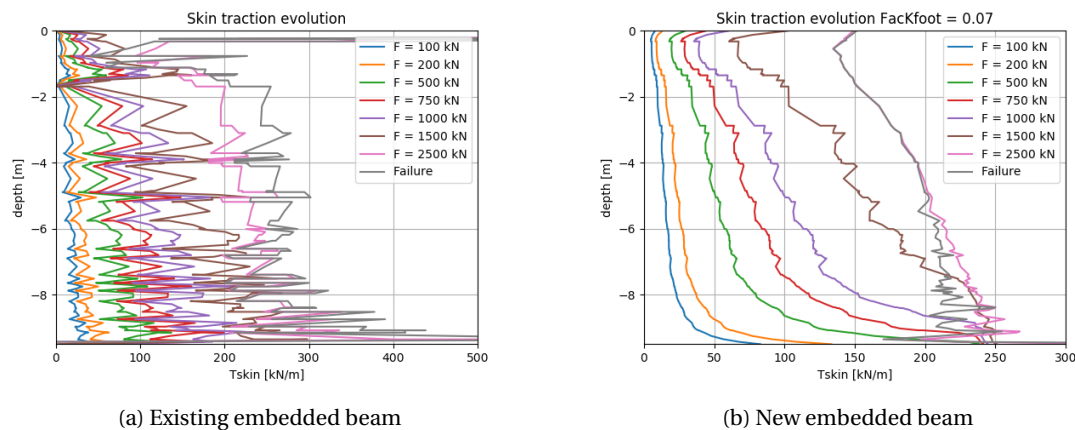 Skin traction evolution
0
−2
−4
−6
−8
depth [m]
F = 100 kN
F = 200 kN
F = 500 kN
F = 750 kN
F = 1000 kN
F = 1500 kN
F = 2500 kN
Failure
0
100
200
300
400
500
Tskin [kN/m]
(a) Existing embedded beam
Skin traction evolution FacKfoot = 0.07
0
−2
−4
−6
−8
depth [m]
F = 100 kN
F = 200 kN
F = 500 kN
F = 750 kN
F = 1000 kN
F = 1500 kN
F = 2500 kN
Failure
0
50
100
150
200
250
300
Tskin [kN/m]
(b) New embedded beam